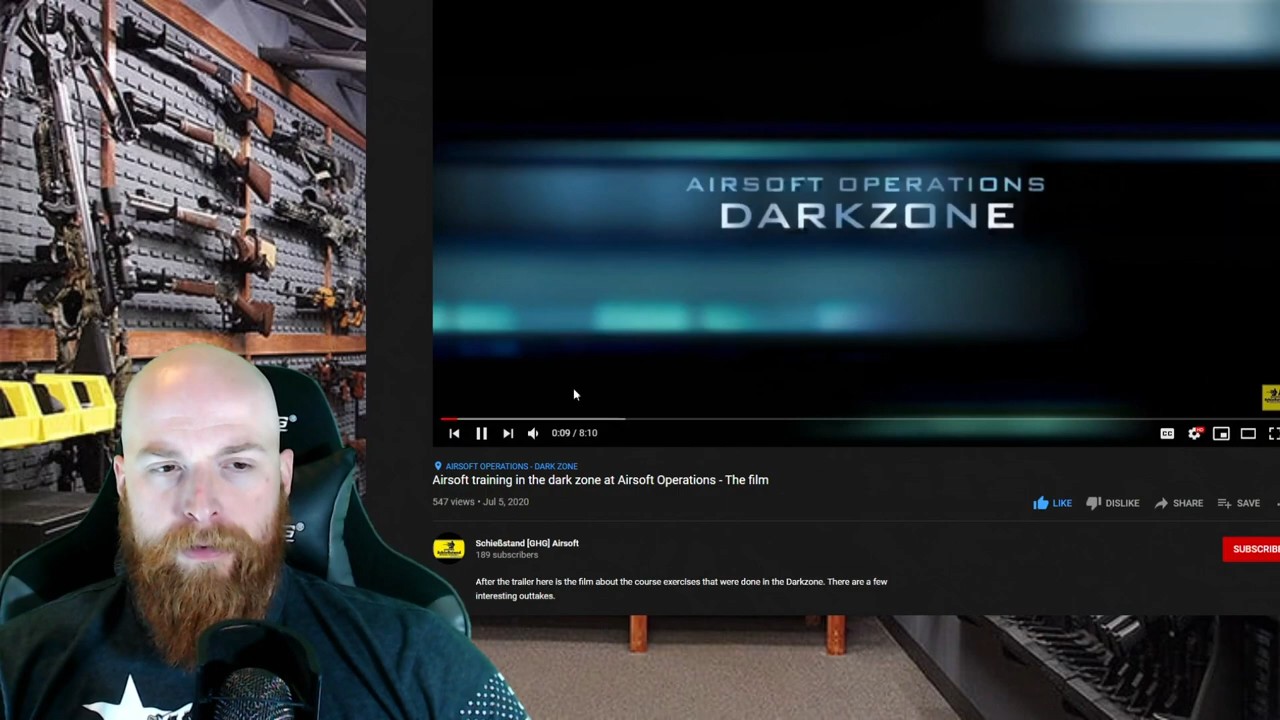 AIRSOFT OPERATIONS
DARKZONE
0:09 / 8:10
CC
HD
AIRSOFT OPERATIONS - DARK ZONE
Airsoft training in the dark zone at Airsoft Operations - The film
547 views • Jul 5, 2020
LIKE
DISLIKE
SHARE
SAVE
Schießstand [GHG] Airsoft
189 subscribers
SUBSCRIBE
After the trailer here is the film about the course exercises that were done in the Darkzone. There are a few
interesting outtakes.